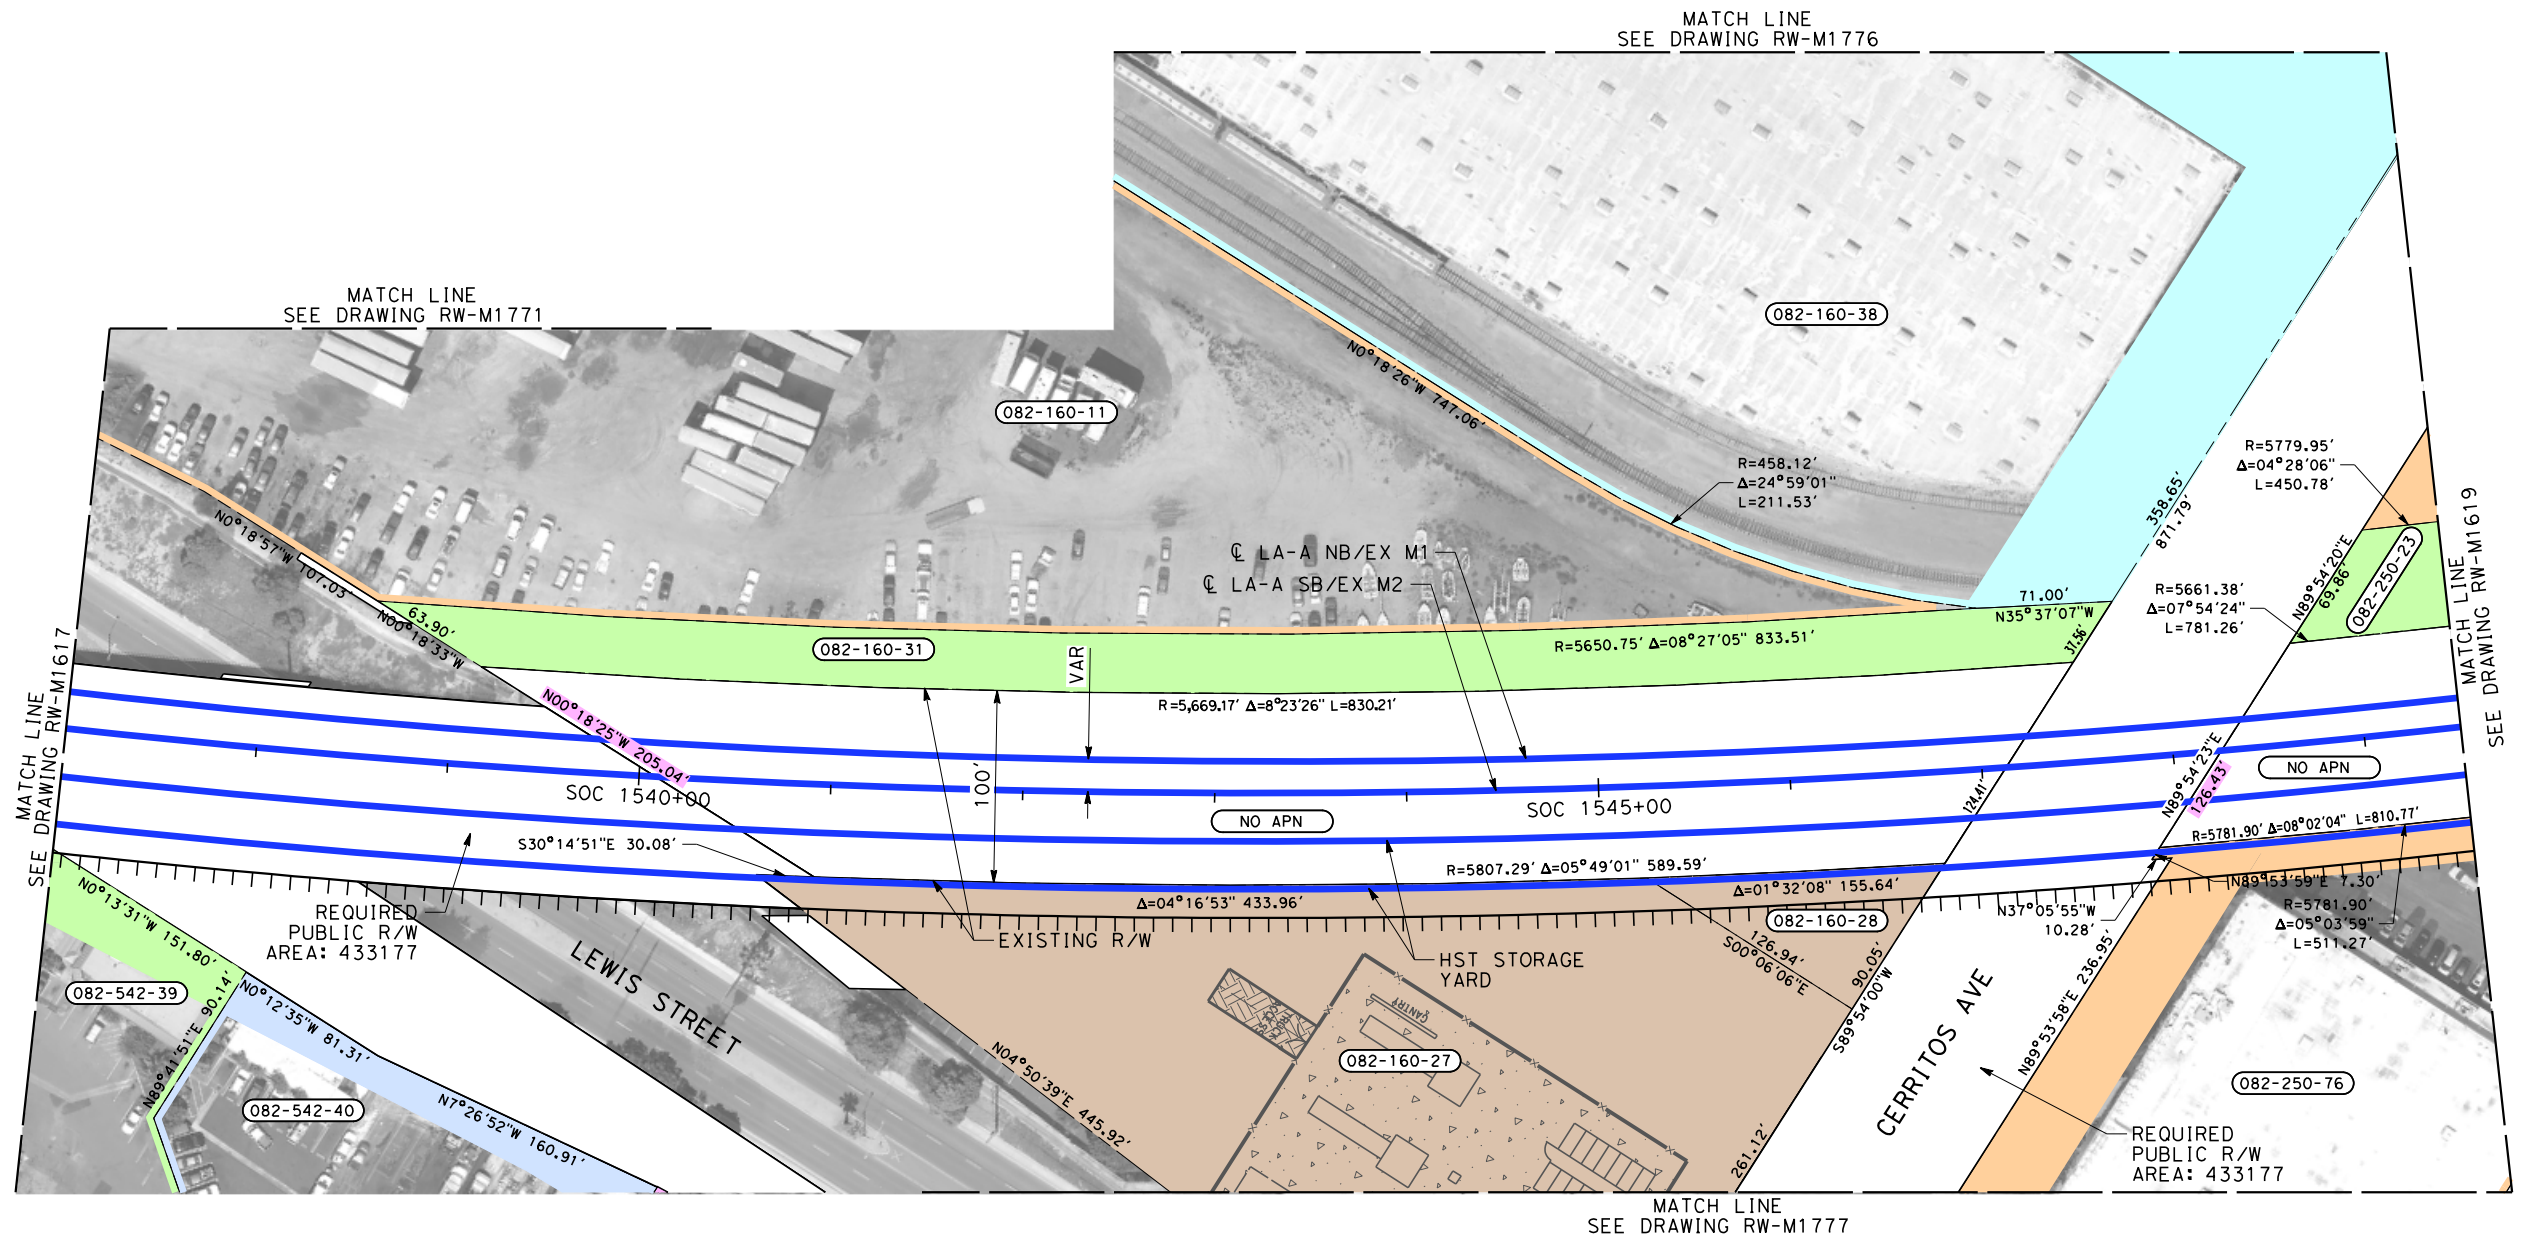 MATCH LINE
SEE DRAWING RW-M1776
MATCH LINE
SEE DRAWING RW-M1771
082-160-38
082-160-11
N0°18'26"W 747.06'
R=458.12'
Δ=24°59'01"
L=211.53'
358.65'
871.79'
R=5779.95'
Δ=04°28'06"
L=450.78'
MATCH LINE
SEE DRAWING RW-M1619
082-250-23
N89°54'20"E
69.86'
R=5661.38'
Δ=07°54'24"
L=781.26'
N0°18'57"W 107.03'
63.90'
N00°18'33"W
℄ LA-A NB/EX M1
℄ LA-A SB/EX M2
71.00'
N35°37'07"W
37.56'
082-160-31
VAR
R=5650.75' Δ=08°27'05" 833.51'
R=5,669.17' Δ=8°23'26" L=830.21'
MATCH LINE
SEE DRAWING RW-M1617
N00°18'25"W 205.04'
100'
SOC 1540+00
NO APN
SOC 1545+00
124.41'
N89°54'23"E
126.43'
NO APN
R=5781.90' Δ=08°02'04" L=810.77'
S30°14'51"E 30.08'
R=5807.29' Δ=05°49'01" 589.59'
Δ=01°32'08" 155.64'
Δ=04°16'53" 433.96'
082-160-28
N89°53'59"E 7.30'
N37°05'55"W
10.28'
R=5781.90'
Δ=05°03'59"
L=511.27'
REQUIRED
PUBLIC R/W
AREA: 433177
EXISTING R/W
HST STORAGE
YARD
126.94'
S00°06'06"E
90.05'
S89°54'00"W
N0°13'31"W 151.80'
082-542-39
N89°41'51"E 90.14'
N0°12'35"W 81.31'
082-542-40
N7°26'52"W 160.91'
LEWIS STREET
N04°50'39"E 445.92'
GANTRY
TRUCK
082-160-27
261.12'
CERRITOS AVE
N89°53'58"E 236.95'
082-250-76
REQUIRED
PUBLIC R/W
AREA: 433177
MATCH LINE
SEE DRAWING RW-M1777